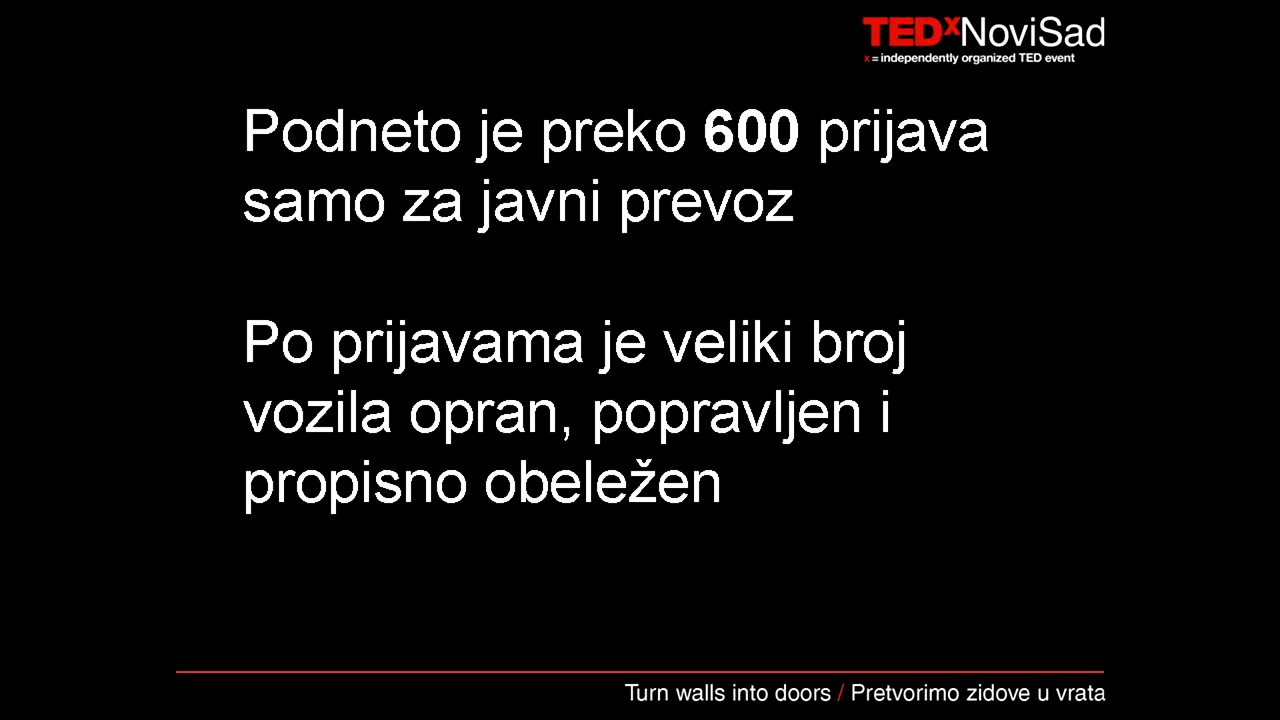 TEDxNoviSad
x = independently organized TED event
Podneto je preko 600 prijava
samo za javni prevoz
Po prijavama je veliki broj
vozila opran, popravljen i
propisno obeležen
Turn walls into doors / Pretvorimo zidove u vrata